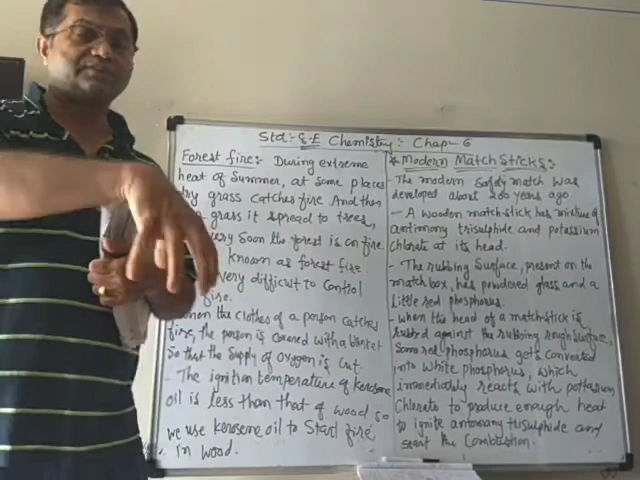 Std:- 8-E Chemistry:- Chap- 6
Forest fire:- During extreme
heat of Summer, at some places
dry grass catches fire. And then
grass it spread to trees,
very soon the forest is on fire.
known as forest fire.
very difficult to control
fire.
when the clothes of a person catches
fire, the person is covered with a blanket
So that the supply of oxygen is cut.
- The ignition temperature of kerosene
oil is less than that of wood so
we use kerosene oil to start fire
in wood.
* Modern Match Sticks:-
The modern safety match was
developed about 200 years ago.
- A wooden match-stick has mixture of
antimony trisulphide and potassium
chlorate at its head.
- The rubbing surface, present on the
match box, has powdered glass and a
little red phosphorus.
- when the head of a match-stick is
rubbed against the rubbing rough surface,
Some red phosphorus gets converted
into white phosphorus, which
immediately reacts with potassium
Chlorate to produce enough heat
to ignite antimony trisulphide and
start the combustion.